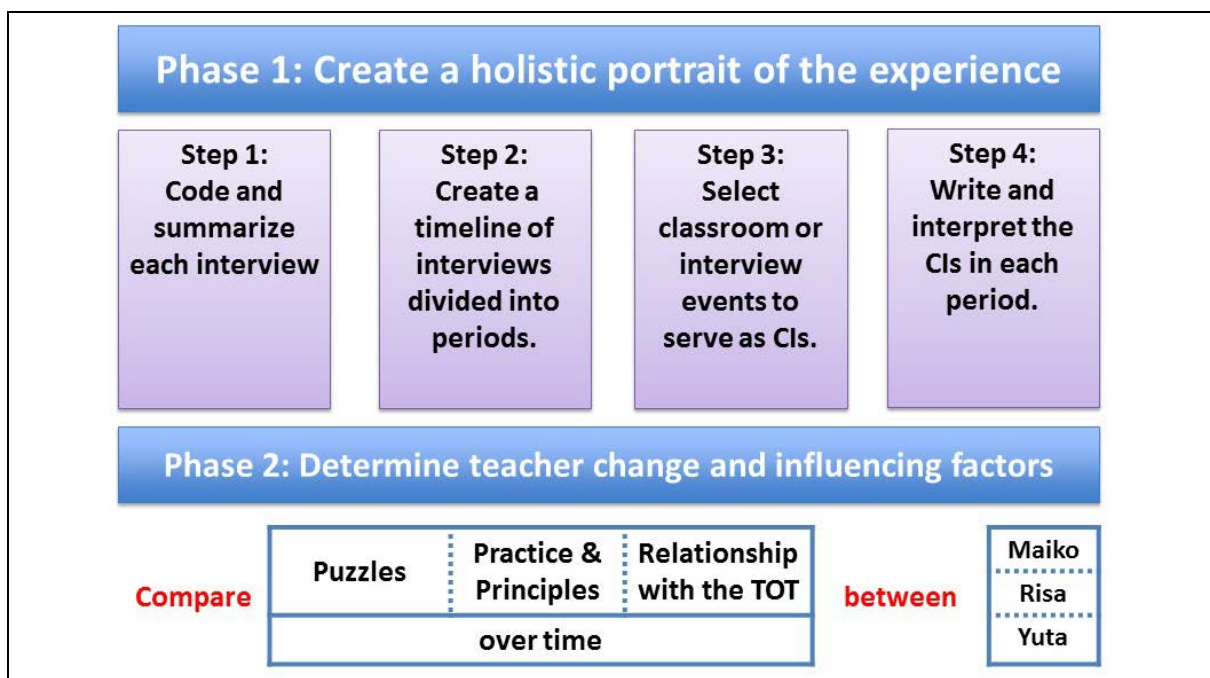 Phase 1: Create a holistic portrait of the experience
Step 1:
Code and
summarize
each interview
Step 2:
Create a
timeline of
interviews
divided into
periods.
Step 3:
Select
classroom or
interview
events to
serve as CIs.
Step 4:
Write and
interpret the
CIs in each
period.
Phase 2: Determine teacher change and influencing factors
Compare
Puzzles
Practice &
Principles
Relationship
with the TOT
over time
between
Maiko
Risa
Yuta